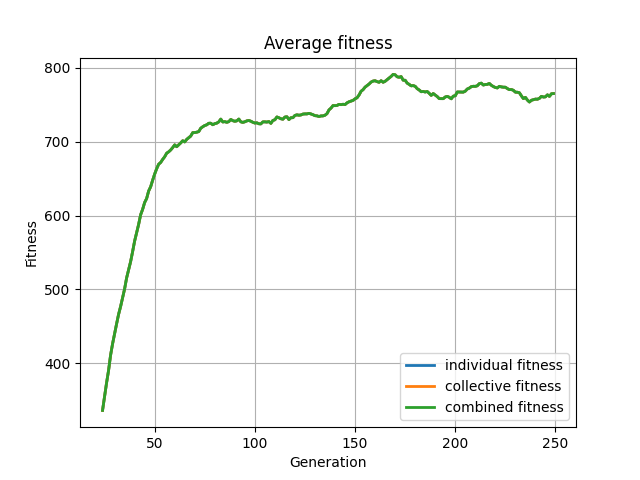 Average fitness
800
700
600
500
400
Fitness
50
100
150
200
250
Generation
individual fitness
collective fitness
combined fitness